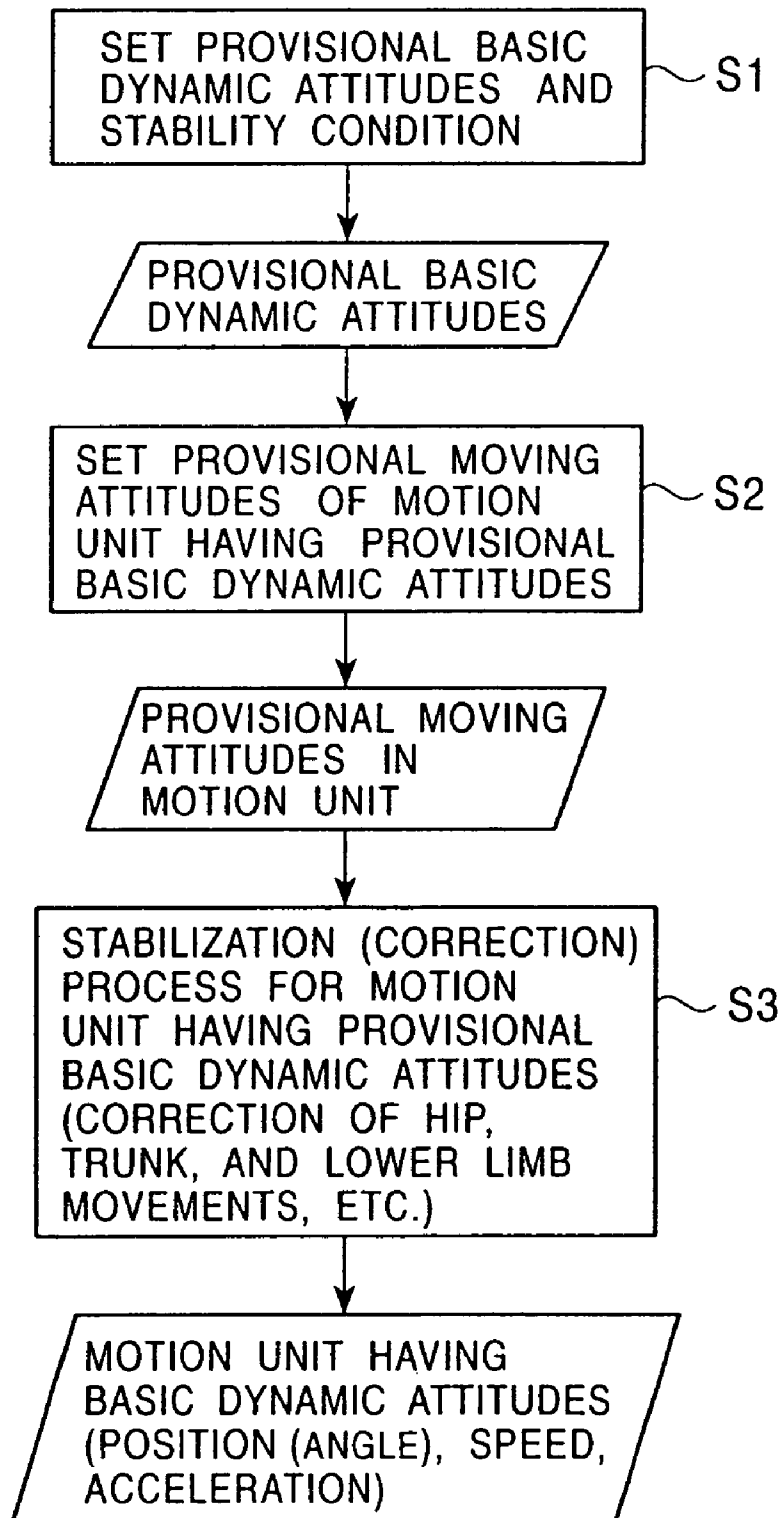 SET PROVISIONAL BASIC
DYNAMIC ATTITUDES AND
STABILITY CONDITION
S1
PROVISIONAL BASIC
DYNAMIC ATTITUDES
SET PROVISIONAL MOVING
ATTITUDES OF MOTION
UNIT HAVING PROVISIONAL
BASIC DYNAMIC ATTITUDES
S2
PROVISIONAL MOVING
ATTITUDES IN
MOTION UNIT
STABILIZATION (CORRECTION)
PROCESS FOR MOTION
UNIT HAVING PROVISIONAL
BASIC DYNAMIC ATTITUDES
(CORRECTION OF HIP,
TRUNK, AND LOWER LIMB
MOVEMENTS, ETC.)
S3
MOTION UNIT HAVING
BASIC DYNAMIC ATTITUDES
(POSITION (ANGLE), SPEED,
ACCELERATION)